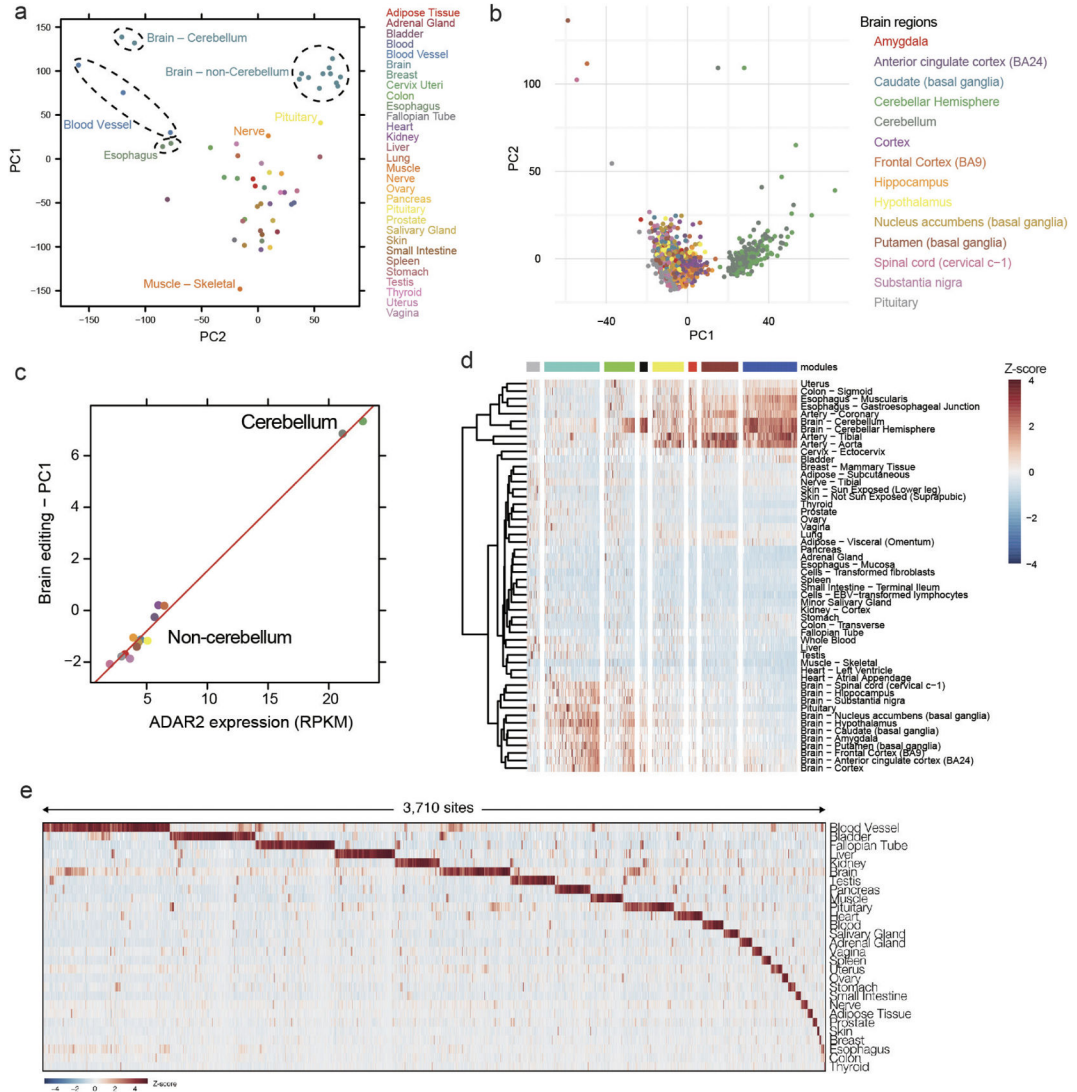 a
PC1
150
100
50
0
−50
−100
−150
−150
−100
−50
0
50
100
PC2
Brain – Cerebellum
Brain – non-Cerebellum
Blood Vessel
Pituitary
Nerve
Esophagus
Muscle – Skeletal
Adipose Tissue
Adrenal Gland
Bladder
Blood
Blood Vessel
Brain
Breast
Cervix Uteri
Colon
Esophagus
Fallopian Tube
Heart
Kidney
Liver
Lung
Muscle
Nerve
Ovary
Pancreas
Pituitary
Prostate
Salivary Gland
Skin
Small Intestine
Spleen
Stomach
Testis
Thyroid
Uterus
Vagina
b
PC2
100
50
0
−40
0
40
PC1
Brain regions
Amygdala
Anterior cingulate cortex (BA24)
Caudate (basal ganglia)
Cerebellar Hemisphere
Cerebellum
Cortex
Frontal Cortex (BA9)
Hippocampus
Hypothalamus
Nucleus accumbens (basal ganglia)
Putamen (basal ganglia)
Spinal cord (cervical c−1)
Substantia nigra
Pituitary
c
Brain editing – PC1
6
4
2
0
−2
5
10
15
20
ADAR2 expression (RPKM)
Cerebellum
Non-cerebellum
d
modules
Uterus
Colon − Sigmoid
Esophagus − Muscularis
Esophagus − Gastroesophageal Junction
Artery − Coronary
Brain − Cerebellum
Brain − Cerebellar Hemisphere
Artery − Tibial
Artery − Aorta
Cervix − Ectocervix
Bladder
Breast − Mammary Tissue
Adipose − Subcutaneous
Nerve − Tibial
Skin − Sun Exposed (Lower leg)
Skin − Not Sun Exposed (Suprapubic)
Thyroid
Prostate
Ovary
Vagina
Lung
Adipose − Visceral (Omentum)
Pancreas
Adrenal Gland
Esophagus − Mucosa
Cells − Transformed fibroblasts
Spleen
Small Intestine − Terminal Ileum
Cells − EBV−transformed lymphocytes
Minor Salivary Gland
Kidney − Cortex
Stomach
Colon − Transverse
Fallopian Tube
Whole Blood
Liver
Testis
Muscle − Skeletal
Heart − Left Ventricle
Heart − Atrial Appendage
Brain − Spinal cord (cervical c−1)
Brain − Hippocampus
Brain − Substantia nigra
Pituitary
Brain − Nucleus accumbens (basal ganglia)
Brain − Hypothalamus
Brain − Caudate (basal ganglia)
Brain − Amygdala
Brain − Putamen (basal ganglia)
Brain − Frontal Cortex (BA9)
Brain − Anterior cingulate cortex (BA24)
Brain − Cortex
Z-score
4
2
0
−2
−4
e
3,710 sites
Blood Vessel
Bladder
Fallopian Tube
Liver
Kidney
Brain
Testis
Pancreas
Muscle
Pituitary
Heart
Blood
Salivary Gland
Adrenal Gland
Vagina
Spleen
Uterus
Ovary
Stomach
Small Intestine
Nerve
Adipose Tissue
Prostate
Skin
Breast
Esophagus
Colon
Thyroid
−4 −2 0 2 4 Z-score